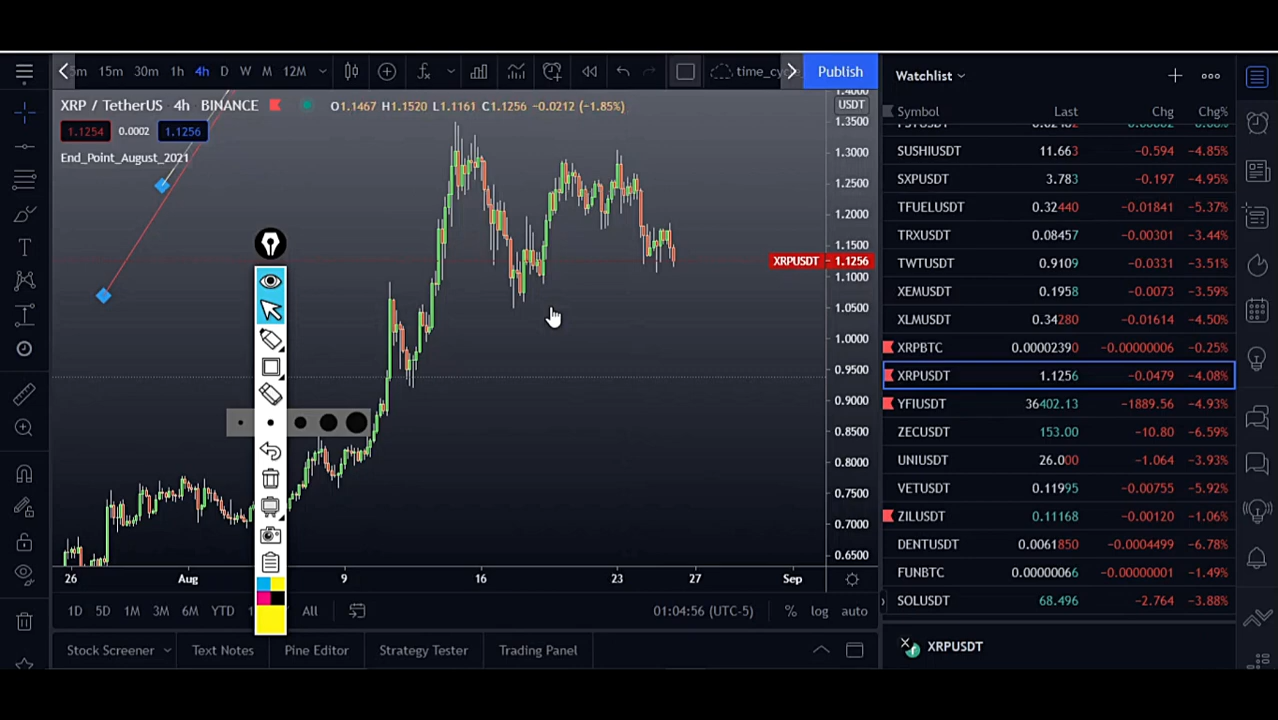 15m 30m 1h 4h D W M 12M time_cyc Publish
XRP / TetherUS 4h BINANCE O1.1467 H1.1520 L1.1161 C1.1256 −0.0212 (−1.85%)
1.1254 0.0002 1.1256
End_Point_August_2021
USDT
1.3500
1.3000
1.2500
1.2000
1.1500
XRPUSDT 1.1256
1.1000
1.0500
1.0000
0.9500
0.9000
0.8500
0.8000
0.7500
0.7000
0.6500
26 Aug 9 16 23 27 Sep
1D 5D 1M 3M 6M YTD All 01:04:56 (UTC-5) % log auto
Stock Screener Text Notes Pine Editor Strategy Tester Trading Panel
Watchlist
Symbol Last Chg Chg%
SUSHIUSDT 11.663 −0.594 −4.85%
SXPUSDT 3.783 −0.197 −4.95%
TFUELUSDT 0.32440 −0.01841 −5.37%
TRXUSDT 0.08457 −0.00301 −3.44%
TWTUSDT 0.9109 −0.0331 −3.51%
XEMUSDT 0.1958 −0.0073 −3.59%
XLMUSDT 0.34280 −0.01614 −4.50%
XRPBTC 0.00002390 −0.00000006 −0.25%
XRPUSDT 1.1256 −0.0479 −4.08%
YFIUSDT 36402.13 −1889.56 −4.93%
ZECUSDT 153.00 −10.80 −6.59%
UNIUSDT 26.000 −1.064 −3.93%
VETUSDT 0.11995 −0.00755 −5.92%
ZILUSDT 0.11168 −0.00120 −1.06%
DENTUSDT 0.0061850 −0.0004499 −6.78%
FUNBTC 0.00000066 −0.00000001 −1.49%
SOLUSDT 68.496 −2.764 −3.88%
XRPUSDT